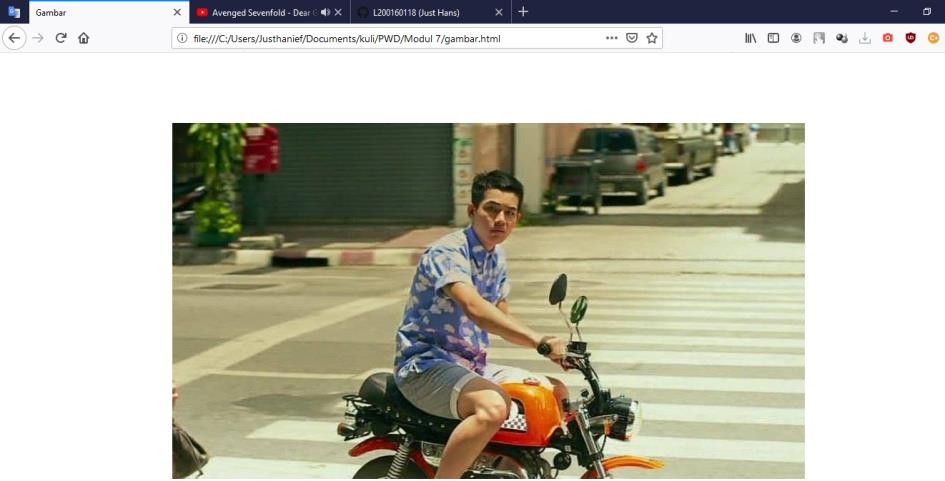 Gambar
Avenged Sevenfold - Dear G
L200160118 (Just Hans)
file:///C:/Users/Justhanief/Documents/kuli/PWD/Modul 7/gambar.html